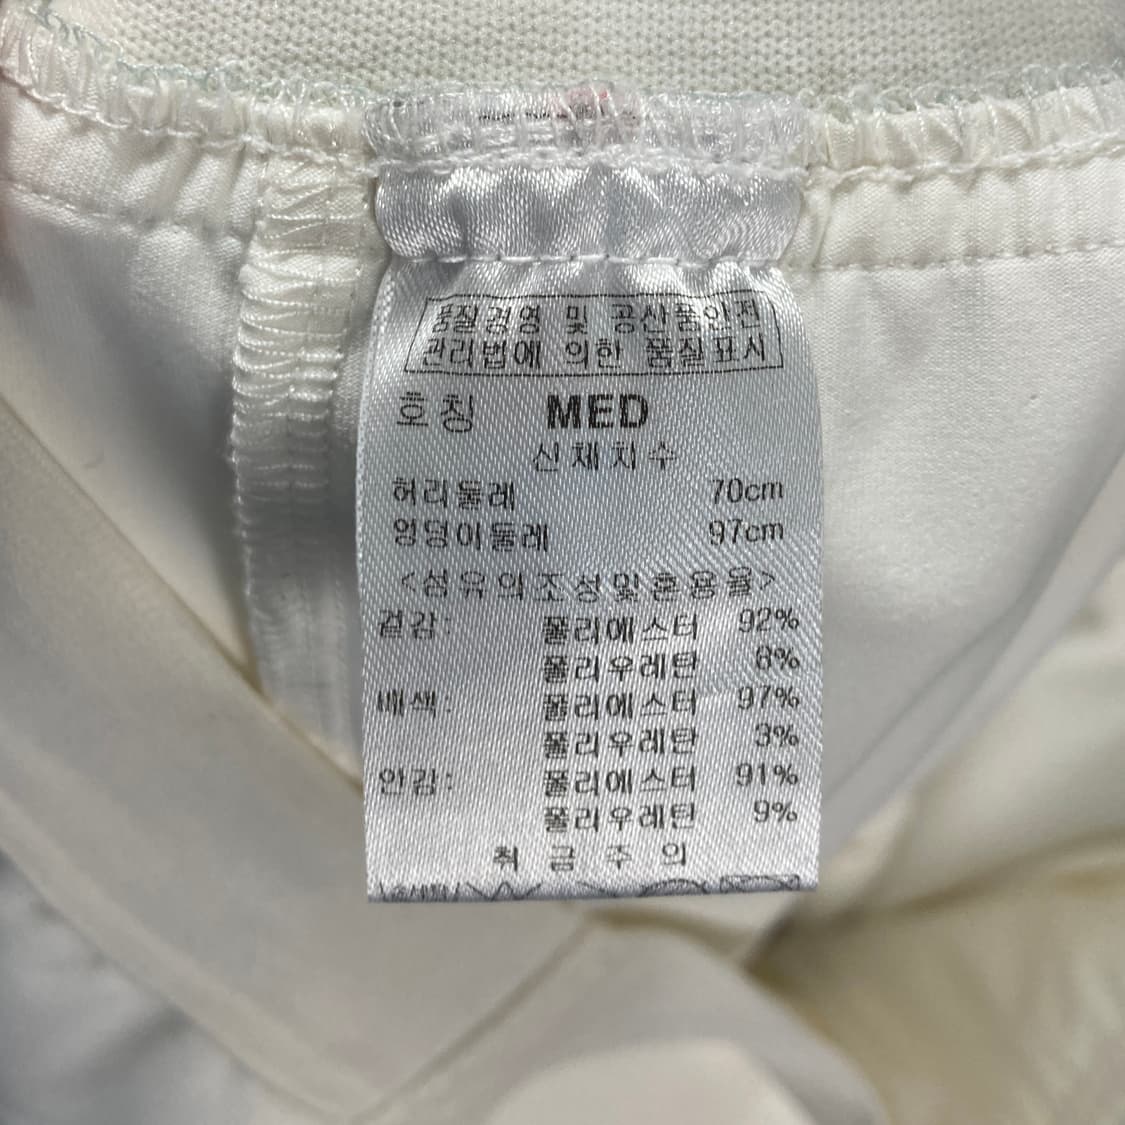 품질경영 및 공산품안전
관리법에 의한 품질표시
호칭 MED
신체치수
허리둘레 70cm
엉덩이둘레 97cm
<섬유의조성및혼용율>
겉감: 폴리에스터 92%
폴리우레탄 8%
배색: 폴리에스터 97%
폴리우레탄 3%
안감: 폴리에스터 91%
폴리우레탄 9%
취급주의